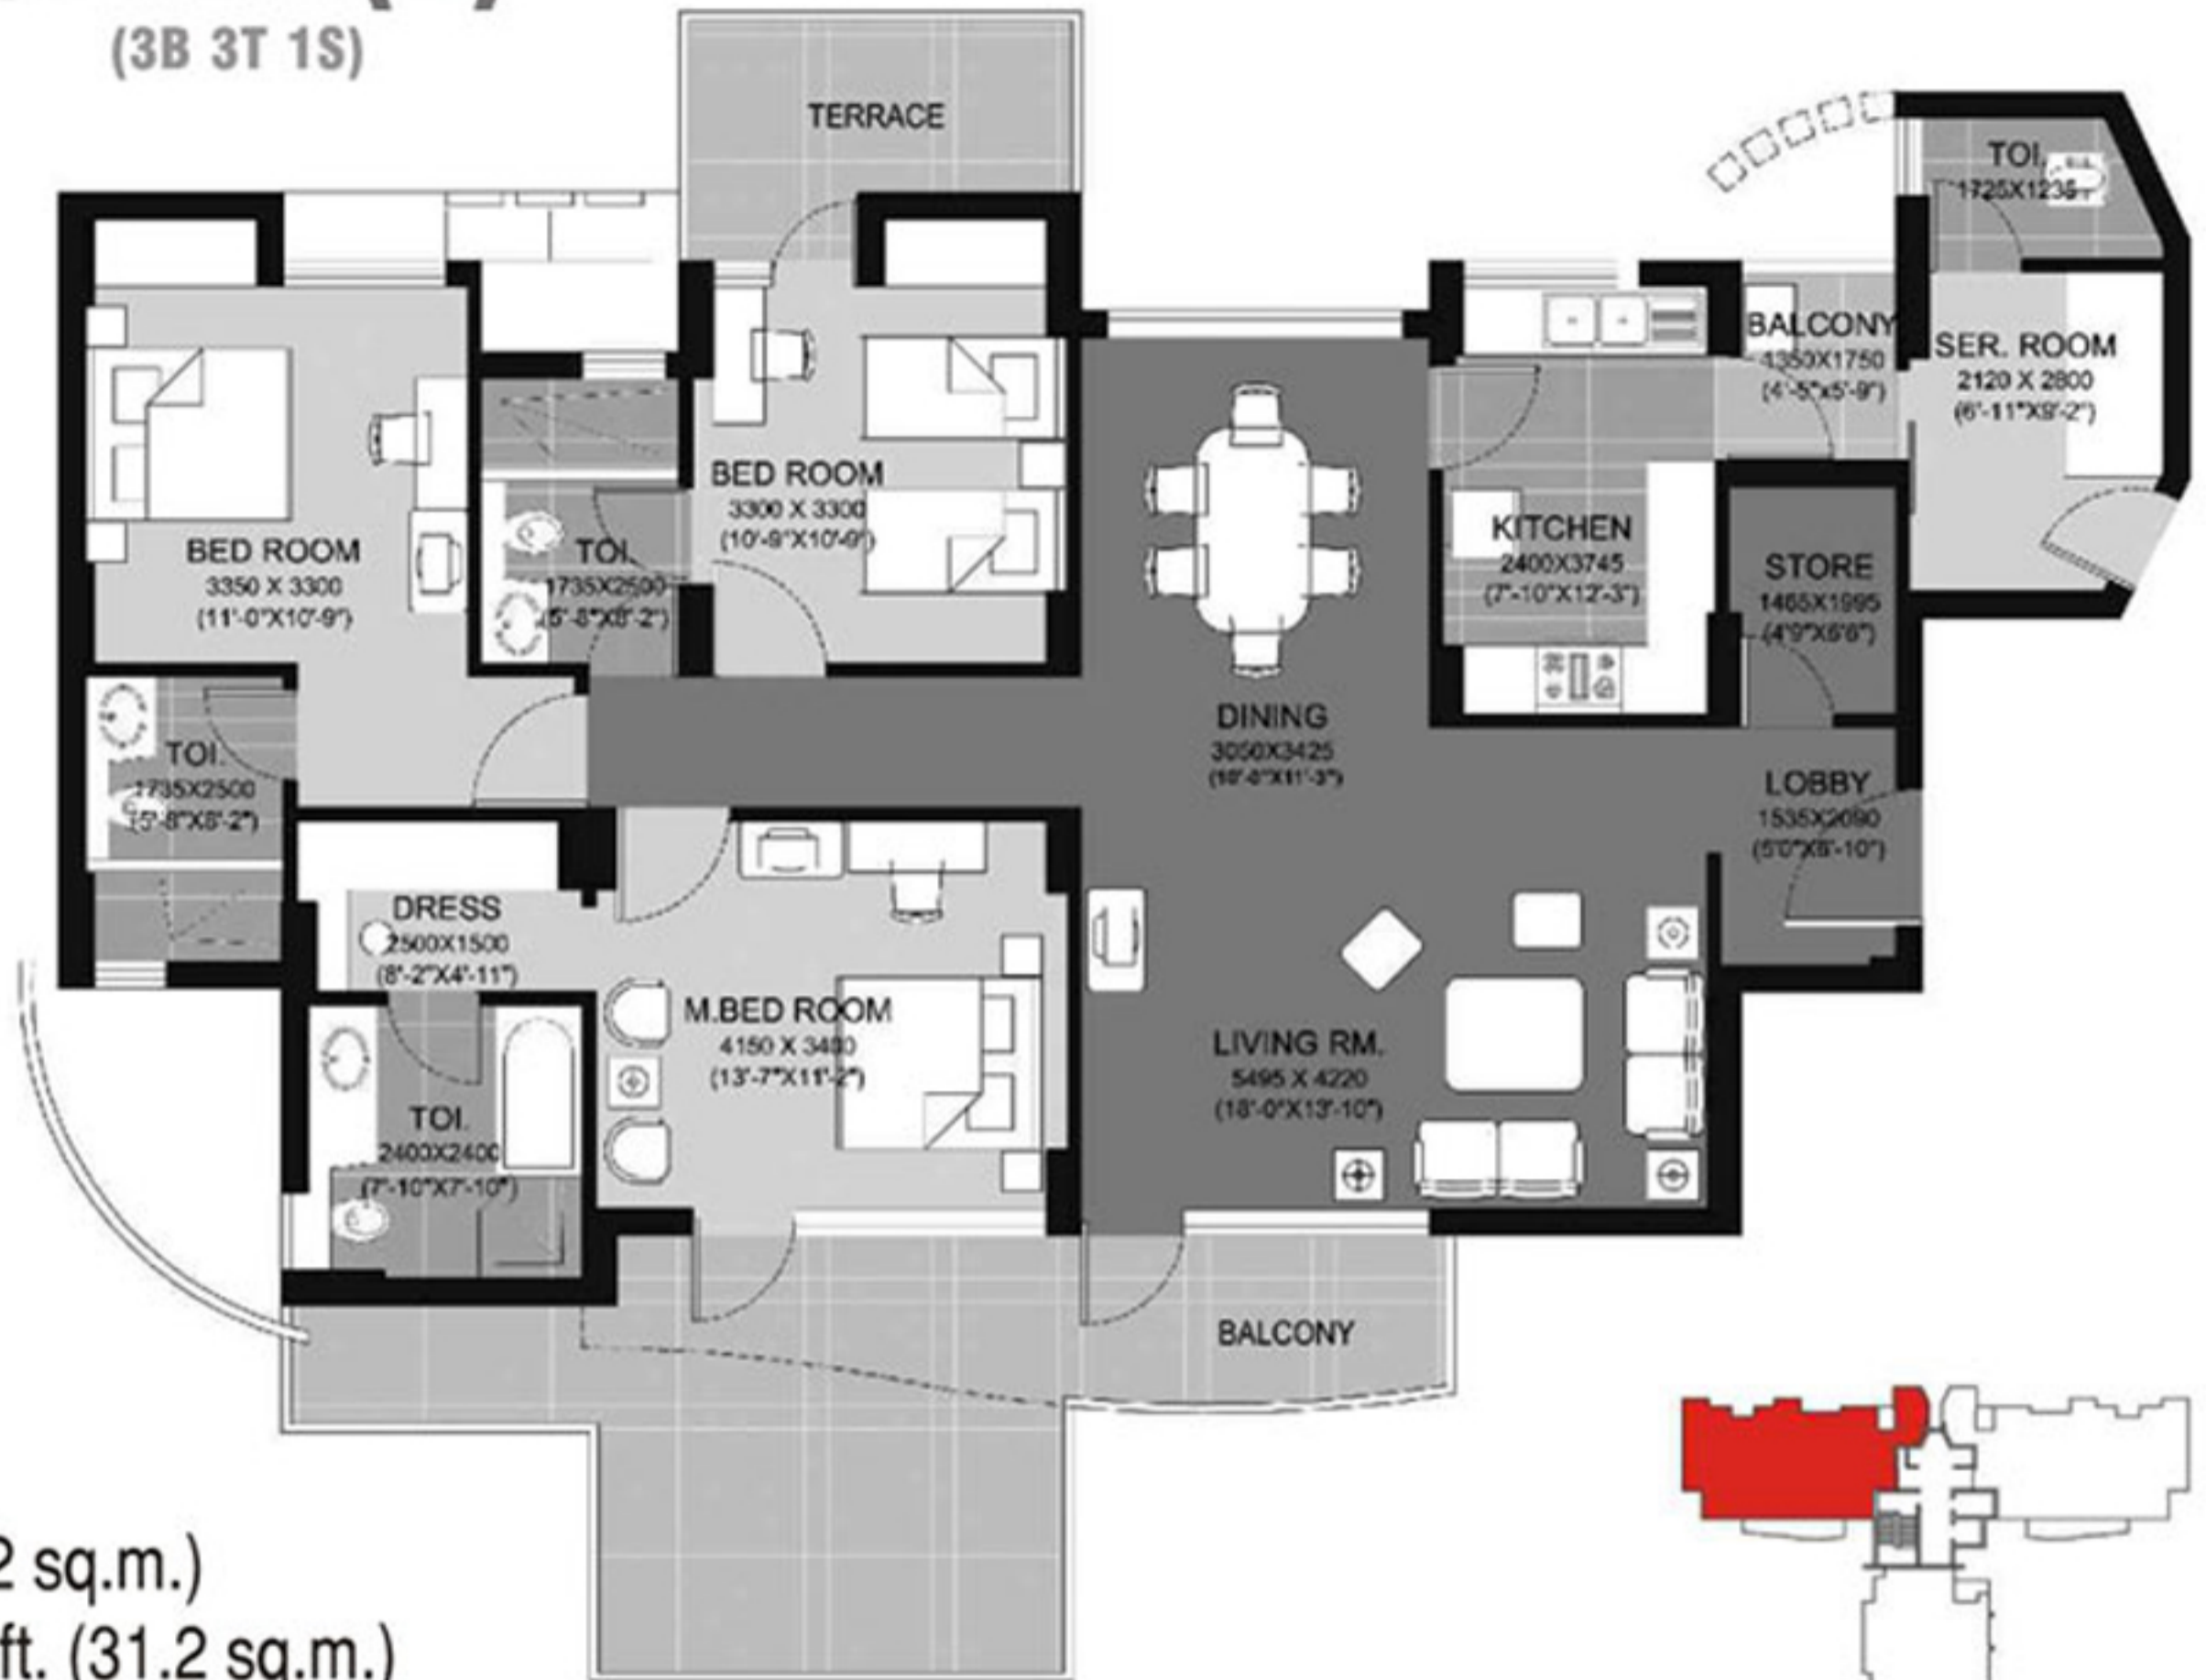 (3B 3T 1S)
TERRACE
TOI.
1725X1235
BALCONY
1350X1750
(4'-5"x5'-9")
SER. ROOM
2120 X 2800
(6'-11"X9'-2")
BED ROOM
3300 X 3300
(10'-9"X10'-9")
BED ROOM
3350 X 3300
(11'-0"X10'-9")
TOI.
1735X2500
(5'-8"X8'-2")
KITCHEN
2400X3745
(7'-10"X12'-3")
STORE
1465X1995
(4'9"X6'6")
DINING
3050X3425
(10'-0"X11'-3")
TOI.
1735X2500
(5'-8"X8'-2")
LOBBY
1535X2090
(5'0"X6'-10")
DRESS
2500X1500
(8'-2"X4'-11")
M.BED ROOM
4150 X 3400
(13'-7"X11'-2")
LIVING RM.
5495 X 4220
(18'-0"X13'-10")
TOI.
2400X2400
(7'-10"X7'-10")
BALCONY
2 sq.m.)
ft. (31.2 sq.m.)